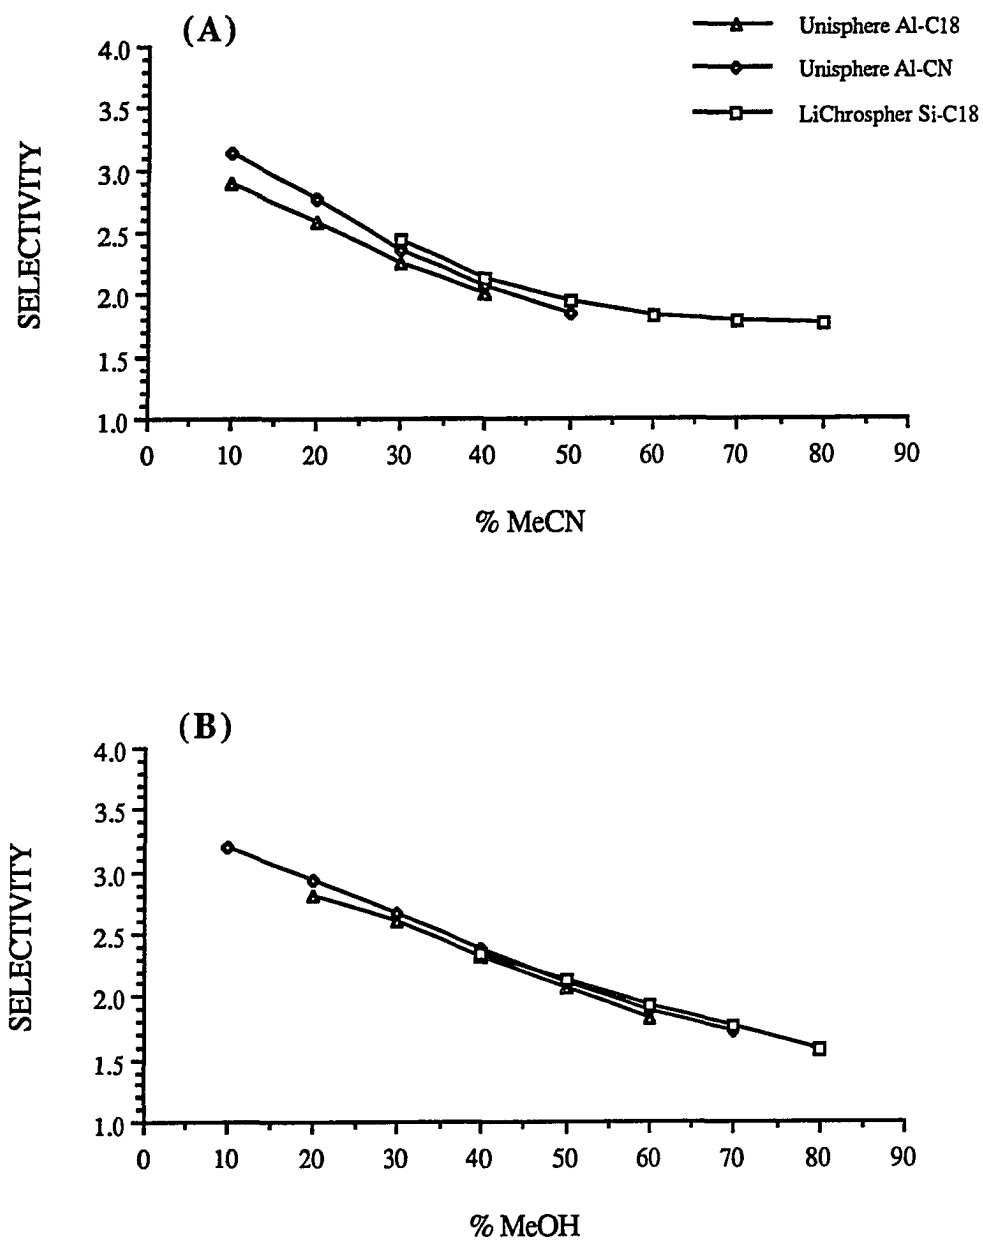 (A)
Unisphere Al-C18
Unisphere Al-CN
LiChrospher Si-C18
SELECTIVITY
4.0
3.5
3.0
2.5
2.0
1.5
1.0
0 10 20 30 40 50 60 70 80 90
% MeCN
(B)
SELECTIVITY
4.0
3.5
3.0
2.5
2.0
1.5
1.0
0 10 20 30 40 50 60 70 80 90
% MeOH